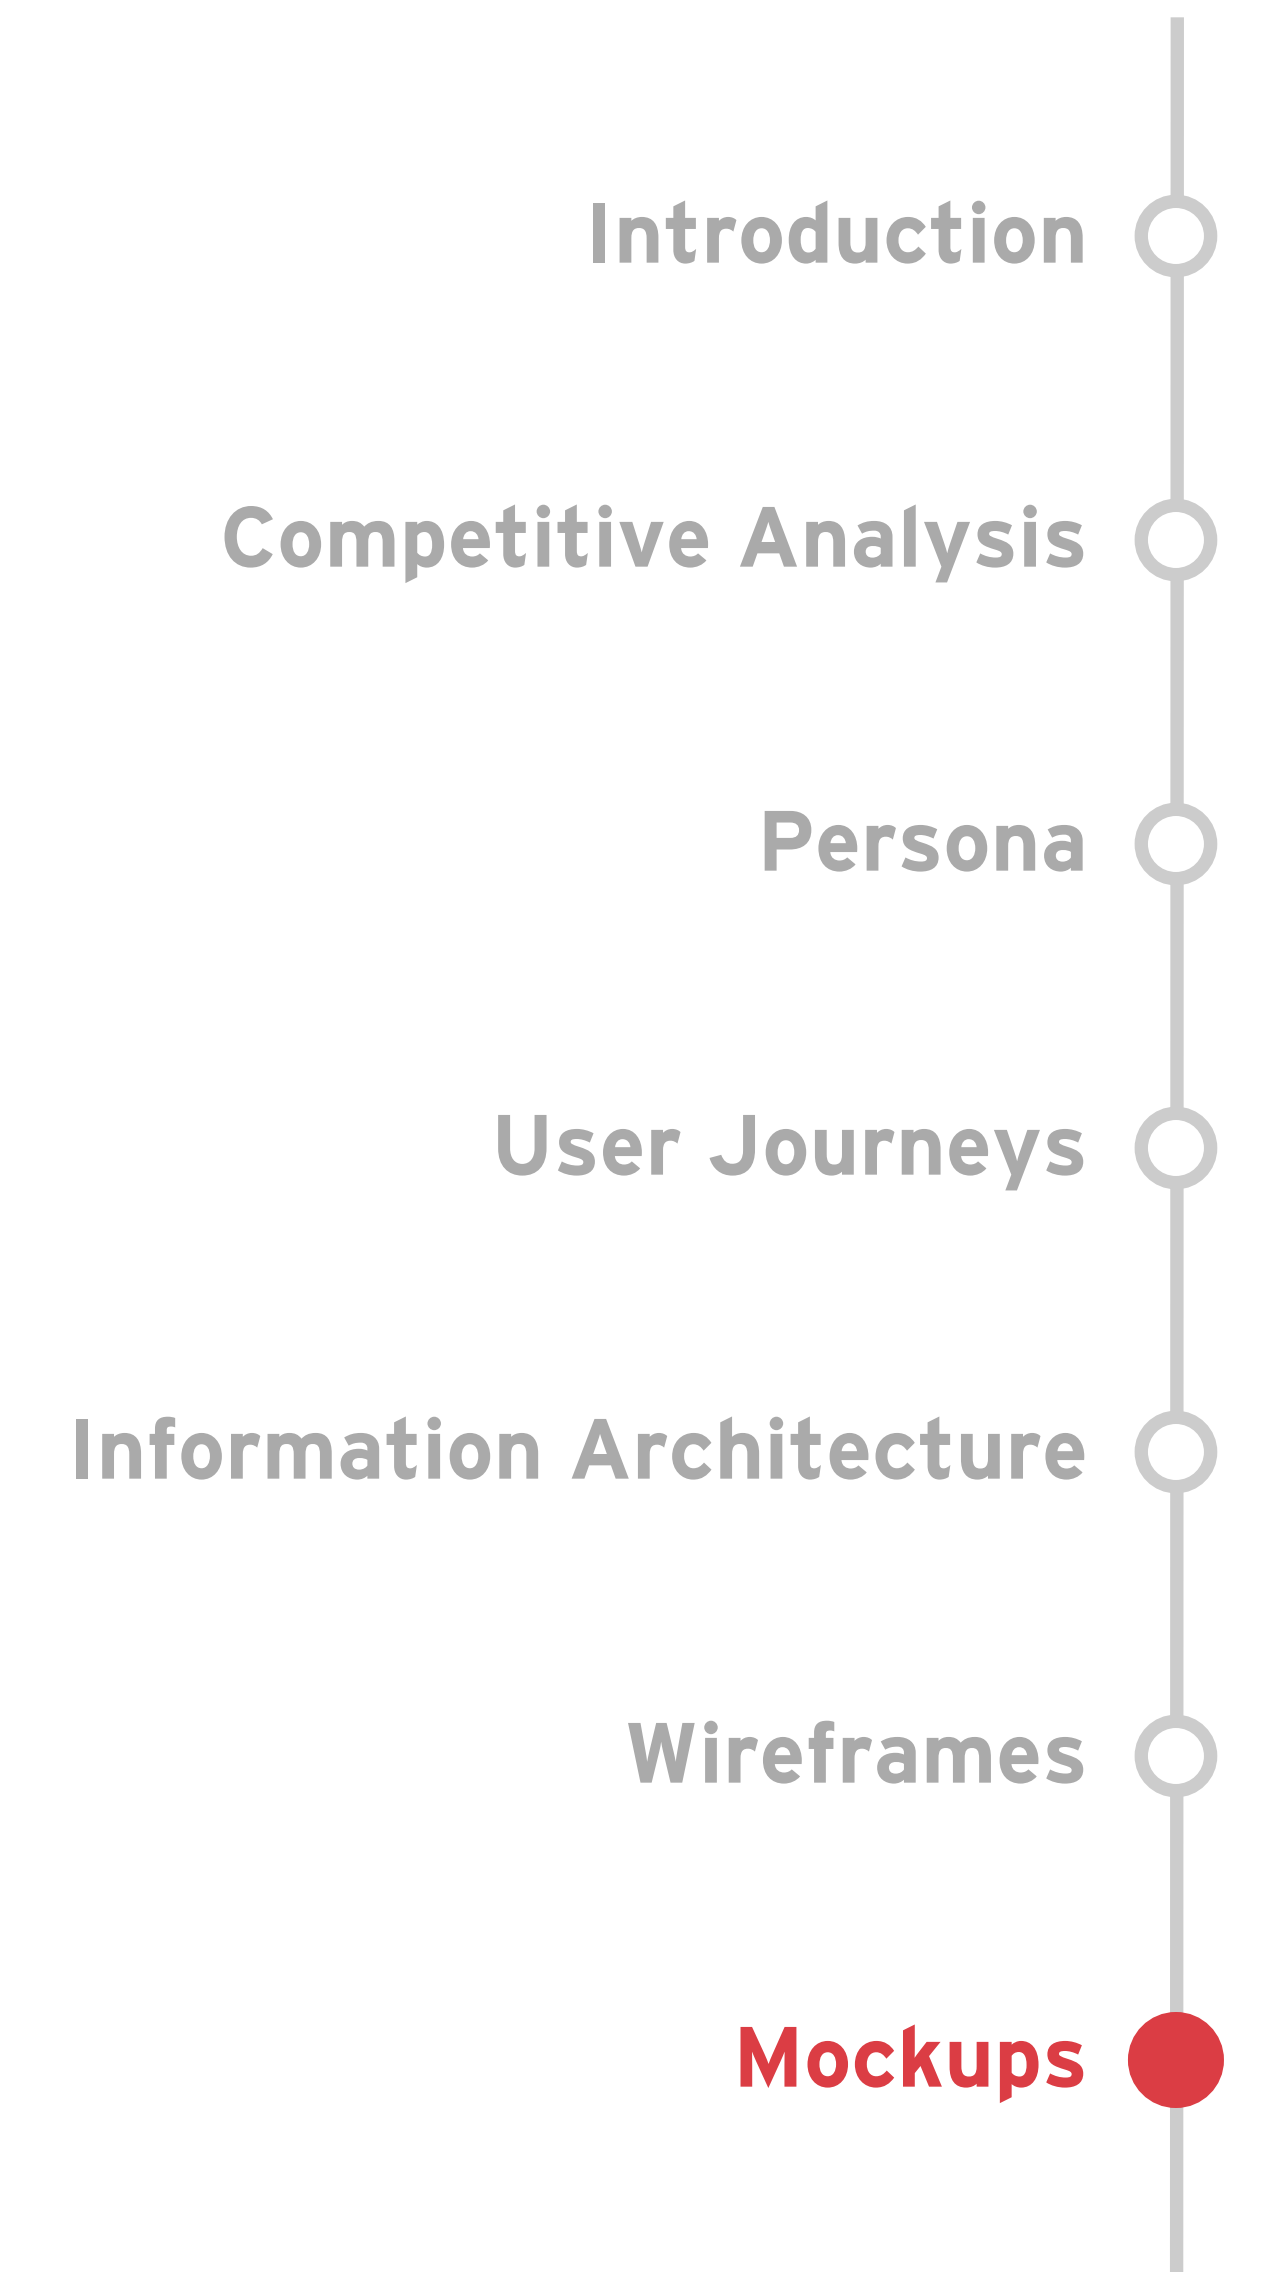 Introduction
Competitive Analysis
Persona
User Journeys
Information Architecture
Wireframes
Mockups